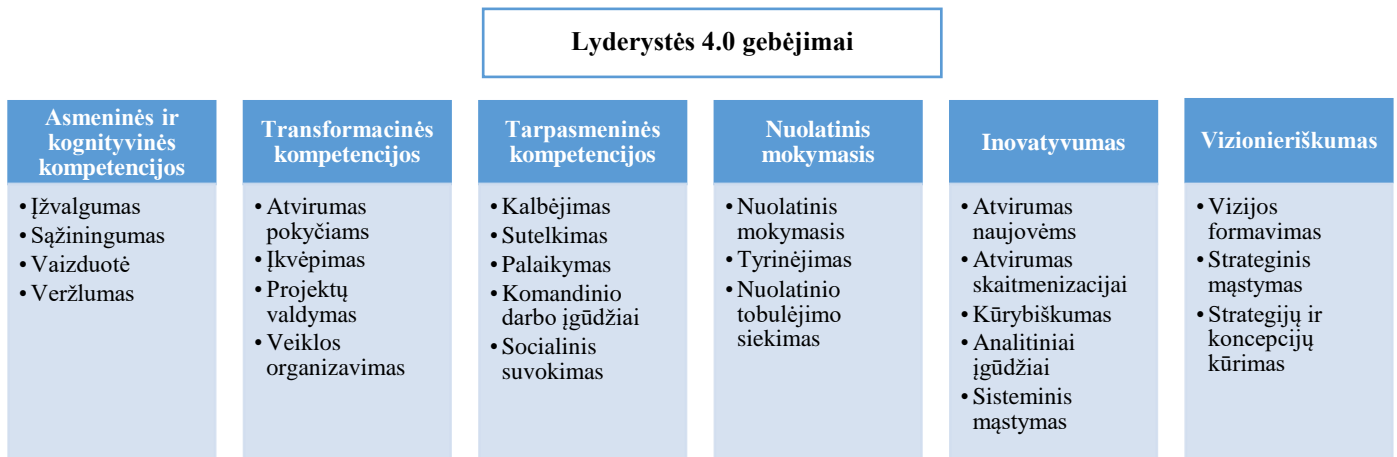 Lyderystės 4.0 gebėjimai
Asmeninės ir
kognityvinės
kompetencijos
• Įžvalgumas
• Sąžiningumas
• Vaizduotė
• Veržlumas
Transformacinės
kompetencijos
• Atvirumas
pokyčiams
• Įkvėpimas
• Projektų
valdymas
• Veiklos
organizavimas
Tarpasmeninės
kompetencijos
• Kalbėjimas
• Sutelkimas
• Palaikymas
• Komandinio
darbo įgūdžiai
• Socialinis
suvokimas
Nuolatinis
mokymasis
• Nuolatinis
mokymasis
• Tyrinėjimas
• Nuolatinio
tobulėjimo
siekimas
Inovatyvumas
• Atvirumas
naujovėms
• Atvirumas
skaitmenizacijai
• Kūrybiškumas
• Analitiniai
įgūdžiai
• Sisteminis
mąstymas
Vizionieriškumas
• Vizijos
formavimas
• Strateginis
mąstymas
• Strategijų ir
koncepcijų
kūrimas